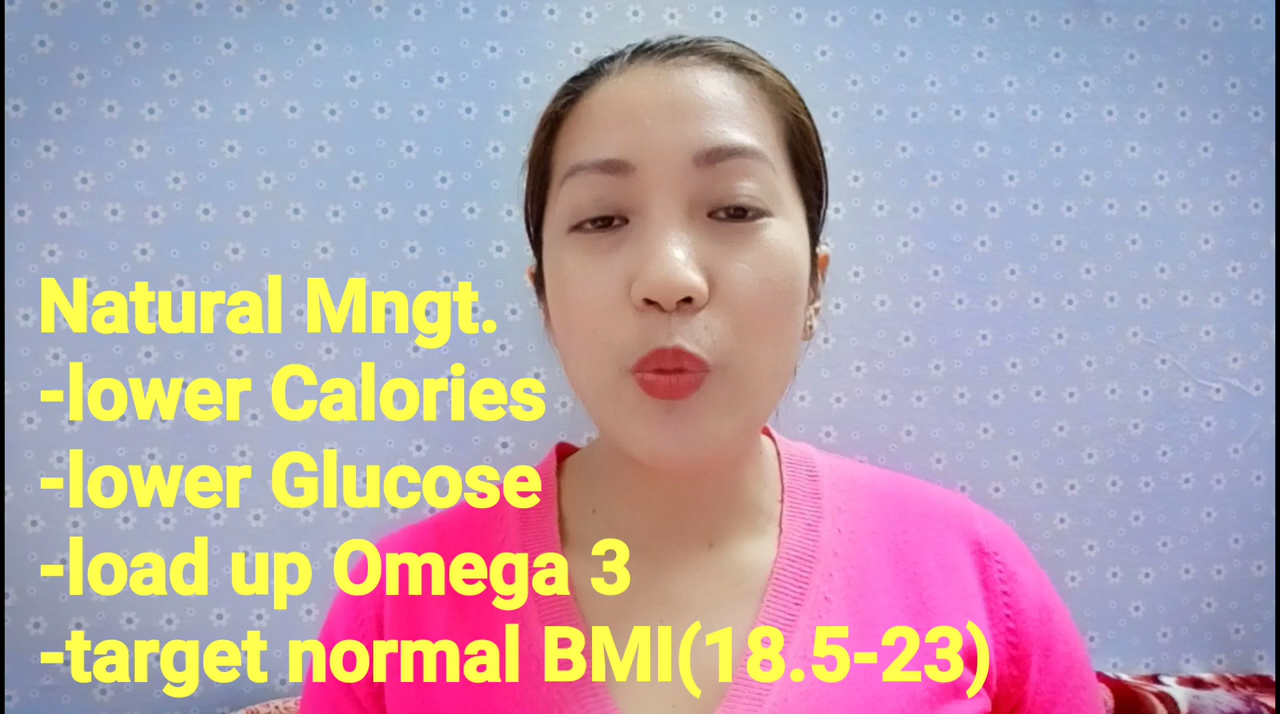 Natural Mngt.
-lower Calories
-lower Glucose
-load up Omega 3
-target normal BMI(18.5-23)